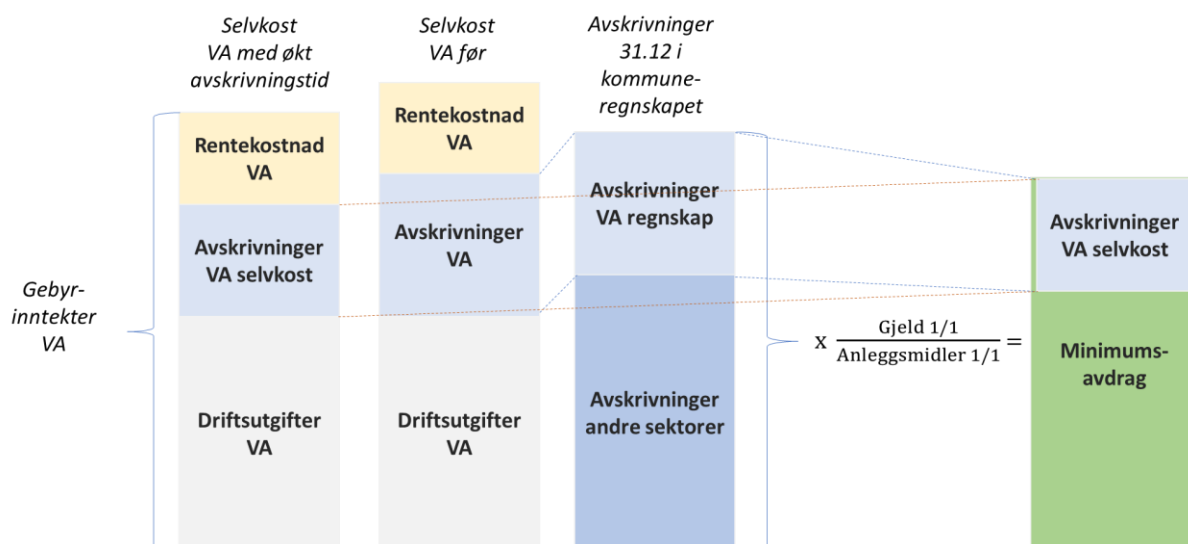 Selvkost
VA med økt
avskrivningstid
Selvkost
VA før
Avskrivninger
31.12 i
kommune-
regnskapet
Rentekostnad
VA
Avskrivninger
VA selvkost
Driftsutgifter
VA
Rentekostnad
VA
Avskrivninger
VA
Driftsutgifter
VA
Avskrivninger
VA regnskap
Avskrivninger
andre sektorer
Gebyr-
inntekter
VA
x Gjeld 1/1
Anleggsmidler 1/1 =
Avskrivninger
VA selvkost
Minimums-
avdrag